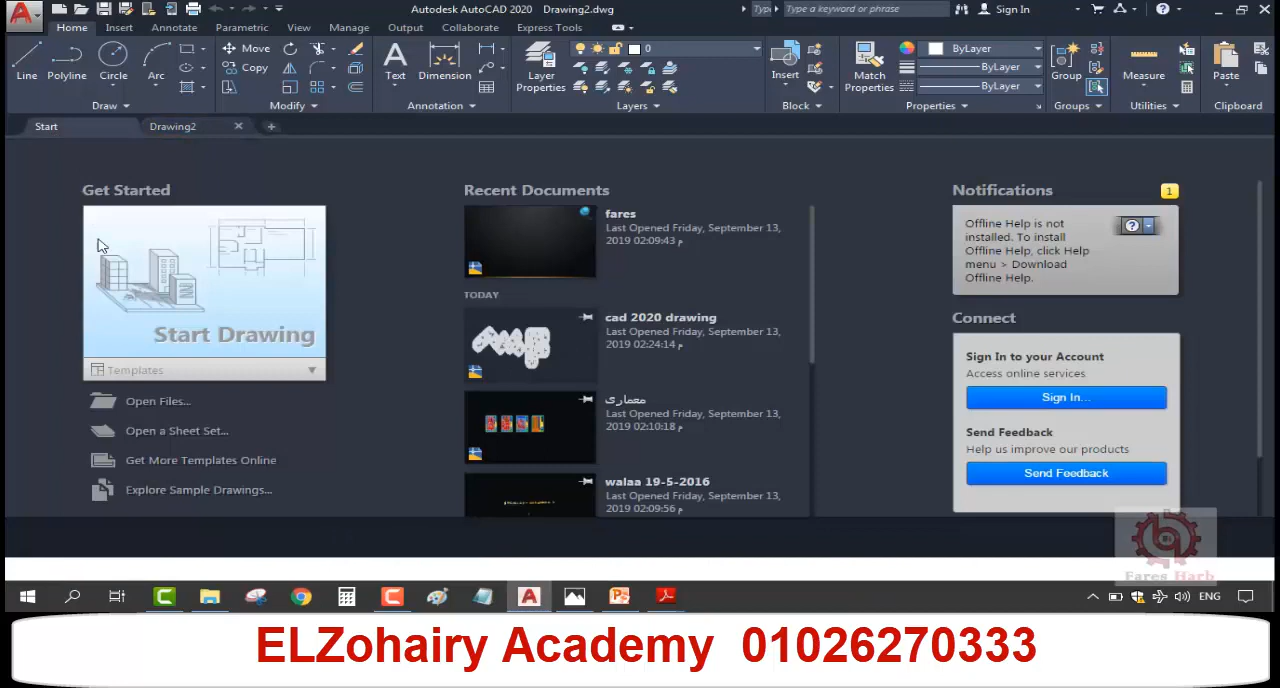 Autodesk AutoCAD 2020 Drawing2.dwg
Type a keyword or phrase
Sign In
Home Insert Annotate Parametric View Manage Output Collaborate Express Tools
Line Polyline Circle Arc
Move
Copy
Text Dimension
Layer Properties
0
Insert
Match Properties
ByLayer
ByLayer
ByLayer
Group
Measure
Paste
Draw Modify Annotation Layers Block Properties Groups Utilities Clipboard
Start Drawing2
Get Started
Start Drawing
Templates
Open Files...
Open a Sheet Set...
Get More Templates Online
Explore Sample Drawings...
Recent Documents
fares
Last Opened Friday, September 13,
2019 02:09:43 م
TODAY
cad 2020 drawing
Last Opened Friday, September 13,
2019 02:24:14 م
معمارى
Last Opened Friday, September 13,
2019 02:10:18 م
walaa 19-5-2016
Last Opened Friday, September 13,
2019 02:09:56 م
Notifications 1
Offline Help is not
installed. To install
Offline Help, click Help
menu > Download
Offline Help.
Connect
Sign In to your Account
Access online services
Sign In...
Send Feedback
Help us improve our products
Send Feedback
Fares Harb
ENG
ELZohairy Academy 01026270333